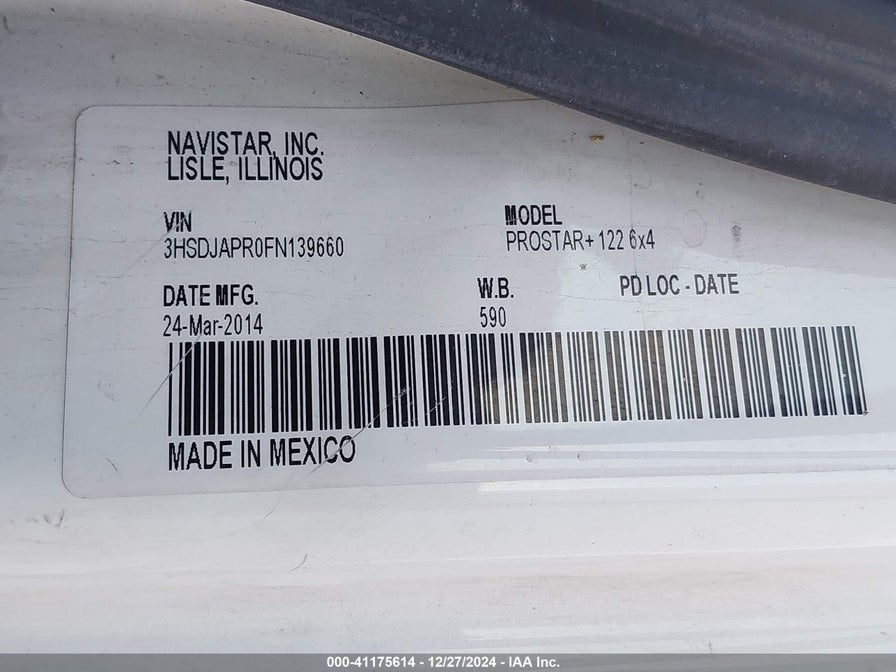 NAVISTAR, INC.
LISLE, ILLINOIS
VIN
3HSDJAPR0FN139660
MODEL
PROSTAR+ 122 6x4
DATE MFG.
24-Mar-2014
W.B.
590
PD LOC - DATE
MADE IN MEXICO
000-41175614 - 12/27/2024 - IAA Inc.